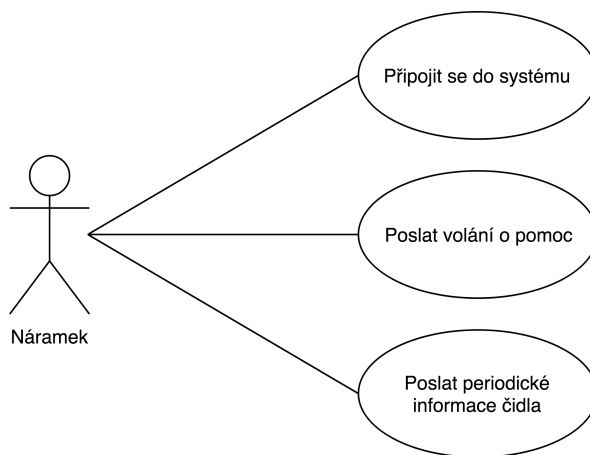 Připojit se do systému
Poslat volání o pomoc
Náramek
Poslat periodické
informace čidla